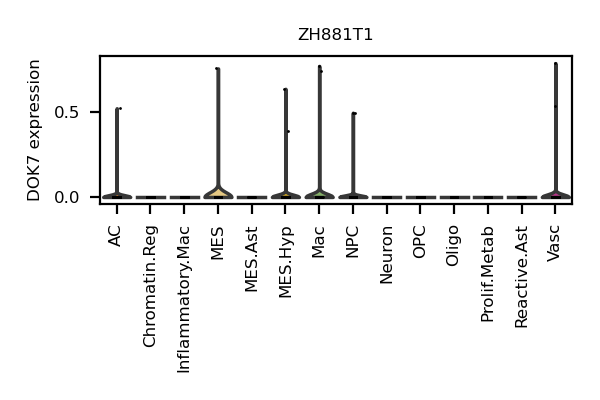 ZH881T1
DOK7 expression
0.5
0.0
AC
Chromatin.Reg
Inflammatory.Mac
MES
MES.Ast
MES.Hyp
Mac
NPC
Neuron
OPC
Oligo
Prolif.Metab
Reactive.Ast
Vasc